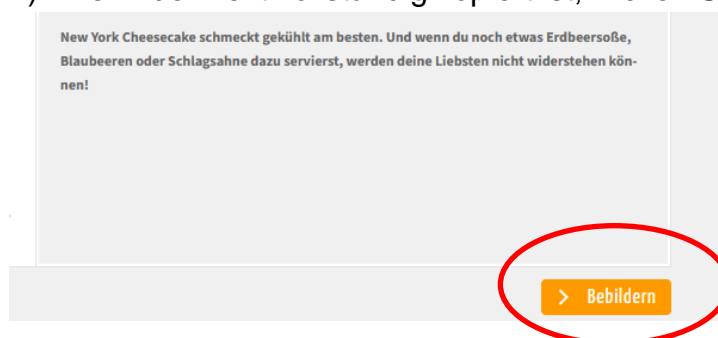 New York Cheesecake schmeckt gekühlt am besten. Und wenn du noch etwas Erdbeersoße,
Blaubeeren oder Schlagsahne dazu servierst, werden deine Liebsten nicht widerstehen kön-
nen!
> Bebildern